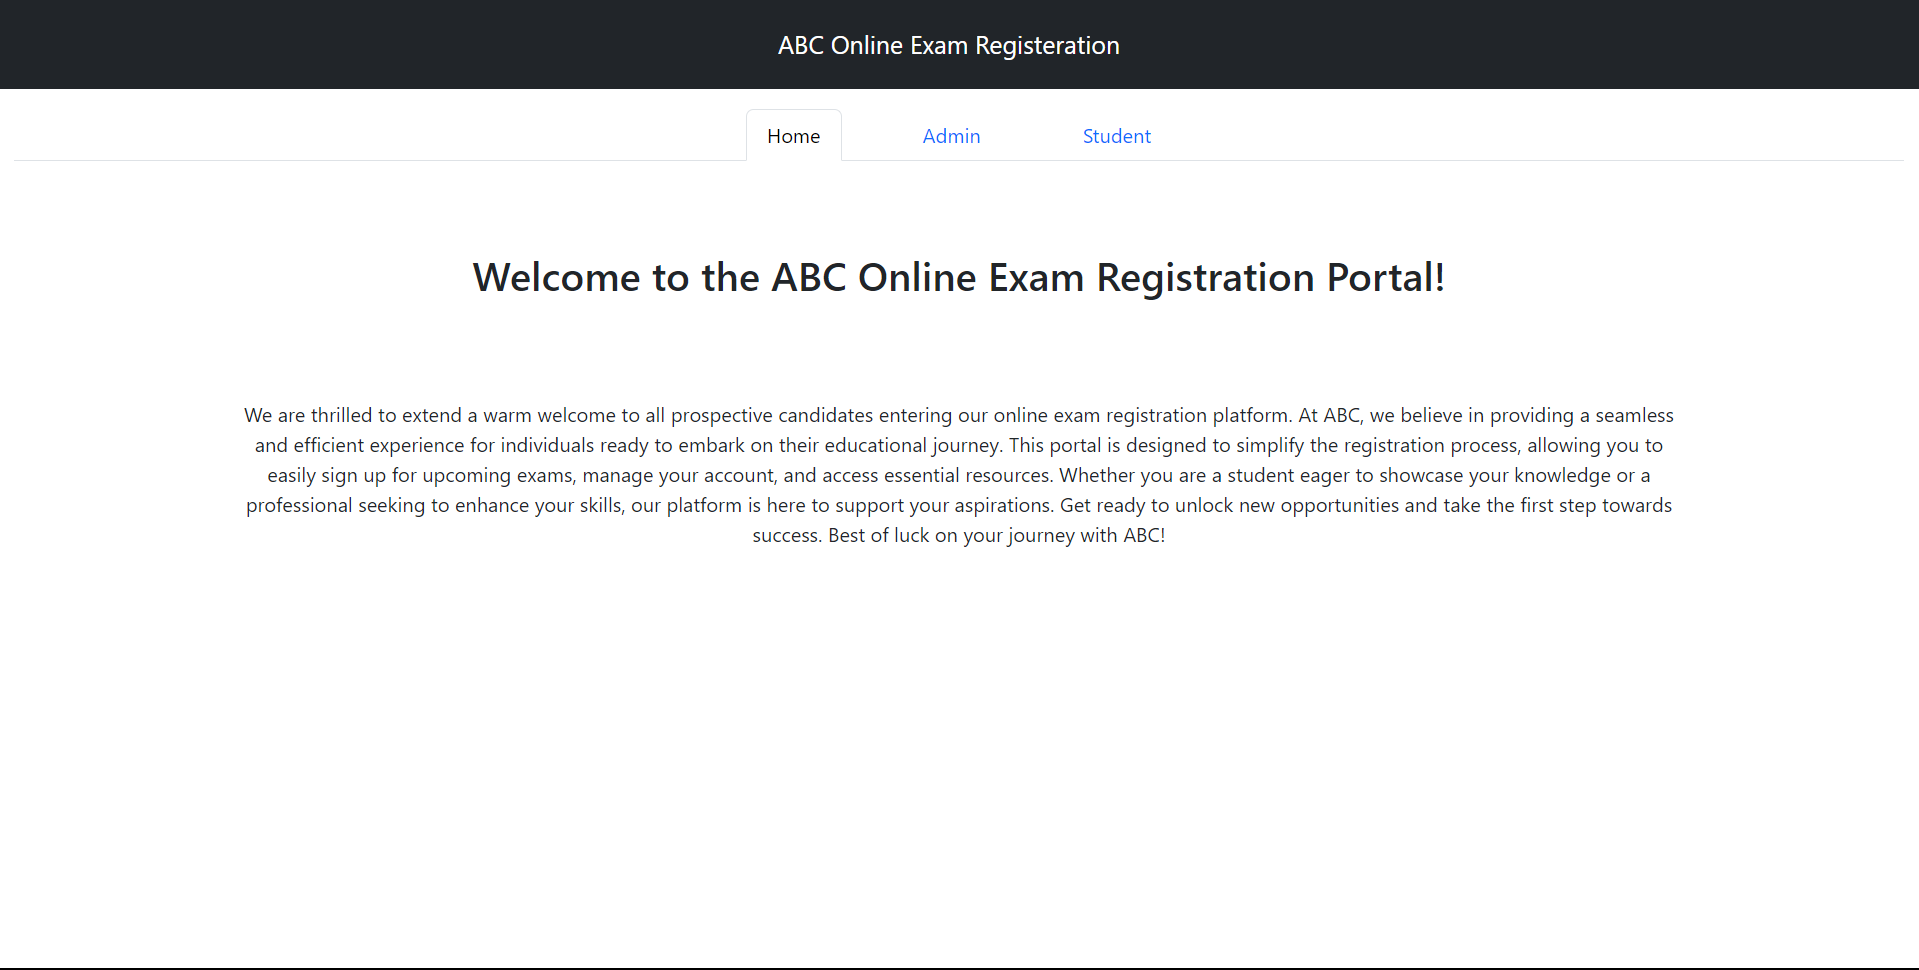 ABC Online Exam Registeration
Home Admin Student
Welcome to the ABC Online Exam Registration Portal!
We are thrilled to extend a warm welcome to all prospective candidates entering our online exam registration platform. At ABC, we believe in providing a seamless
and efficient experience for individuals ready to embark on their educational journey. This portal is designed to simplify the registration process, allowing you to
easily sign up for upcoming exams, manage your account, and access essential resources. Whether you are a student eager to showcase your knowledge or a
professional seeking to enhance your skills, our platform is here to support your aspirations. Get ready to unlock new opportunities and take the first step towards
success. Best of luck on your journey with ABC!